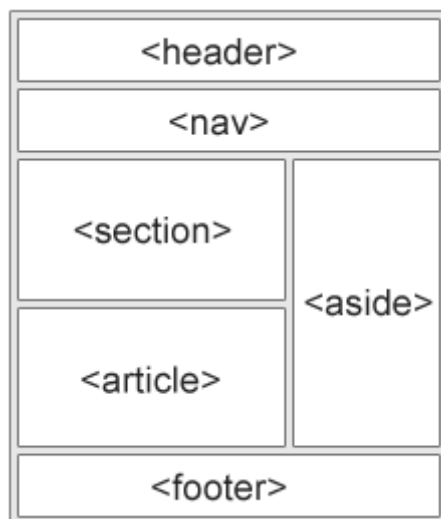 <header>
<nav>
<section>
<aside>
<article>
<footer>